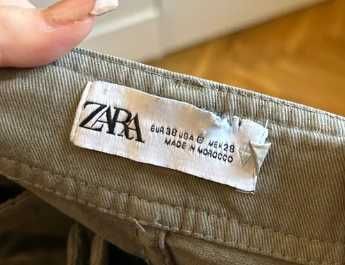 ZARA
EUR 38 USA 6 MEX 28
MADE IN MOROCCO